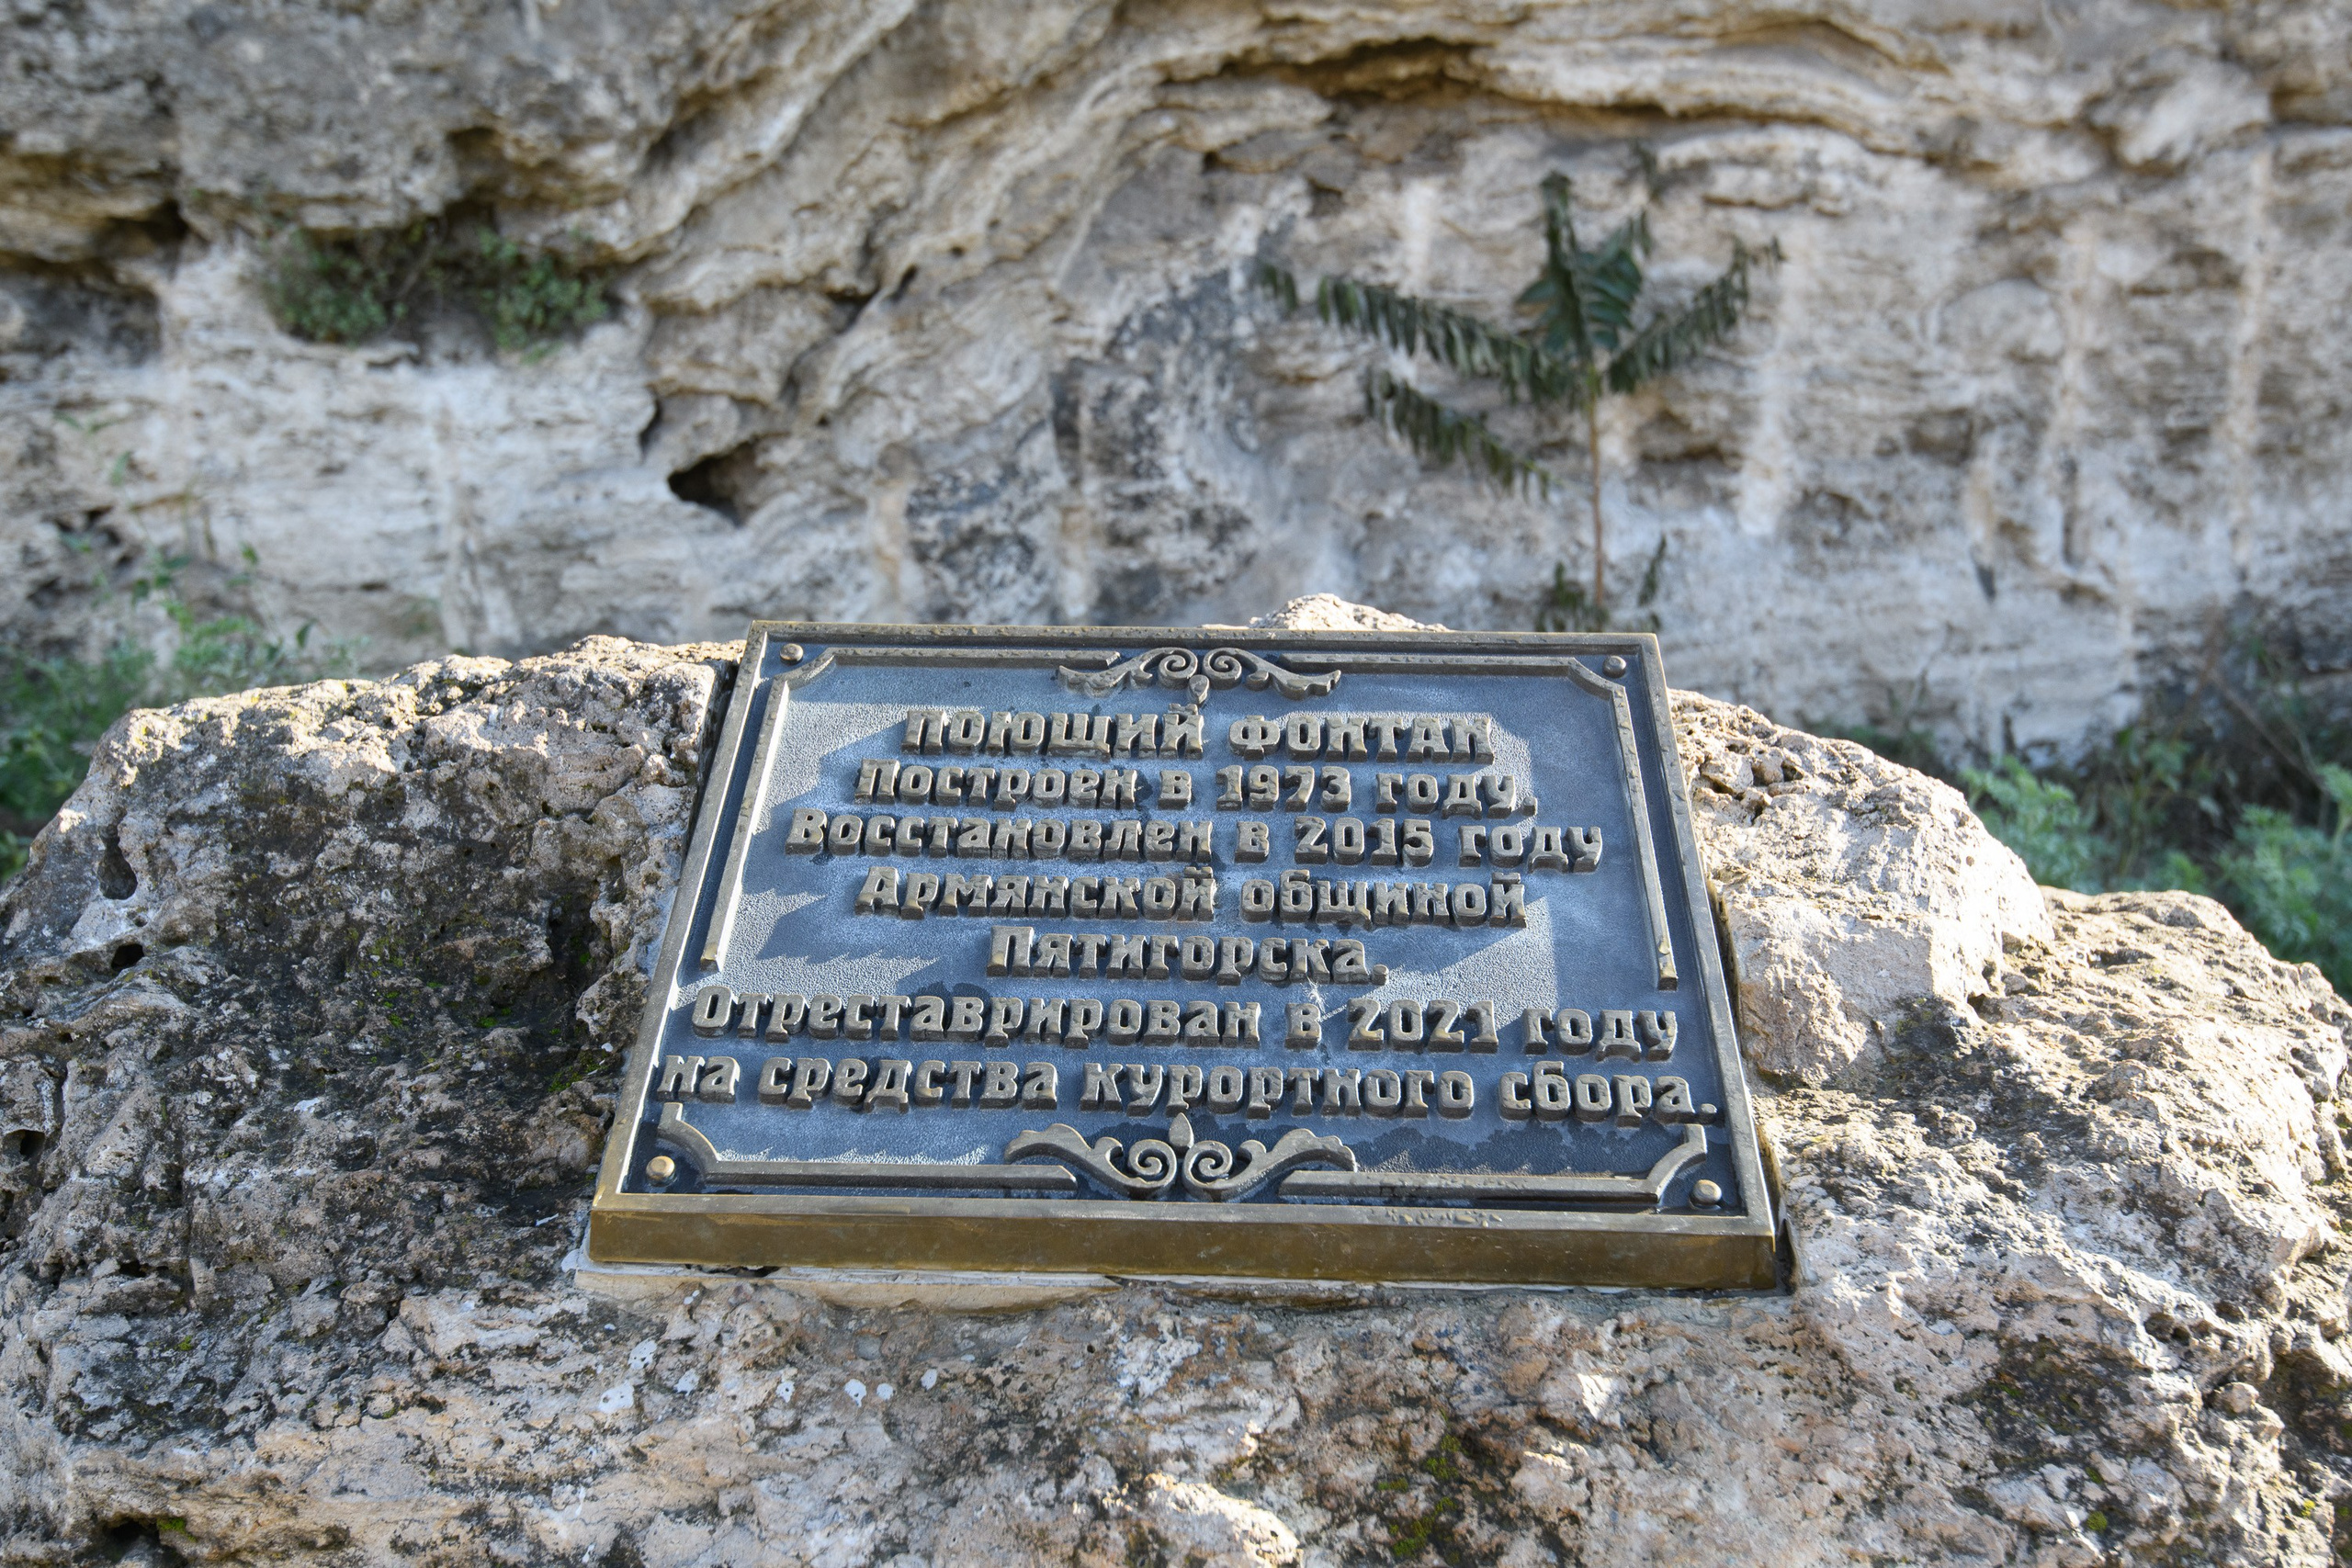 ПОЮЩИЙ ФОНТАН
Построен в 1973 году,
Восстановлен в 2015 году
Армянской общиной
Пятигорска.
Отреставрирован в 2021 году
на средства курортного сбора.